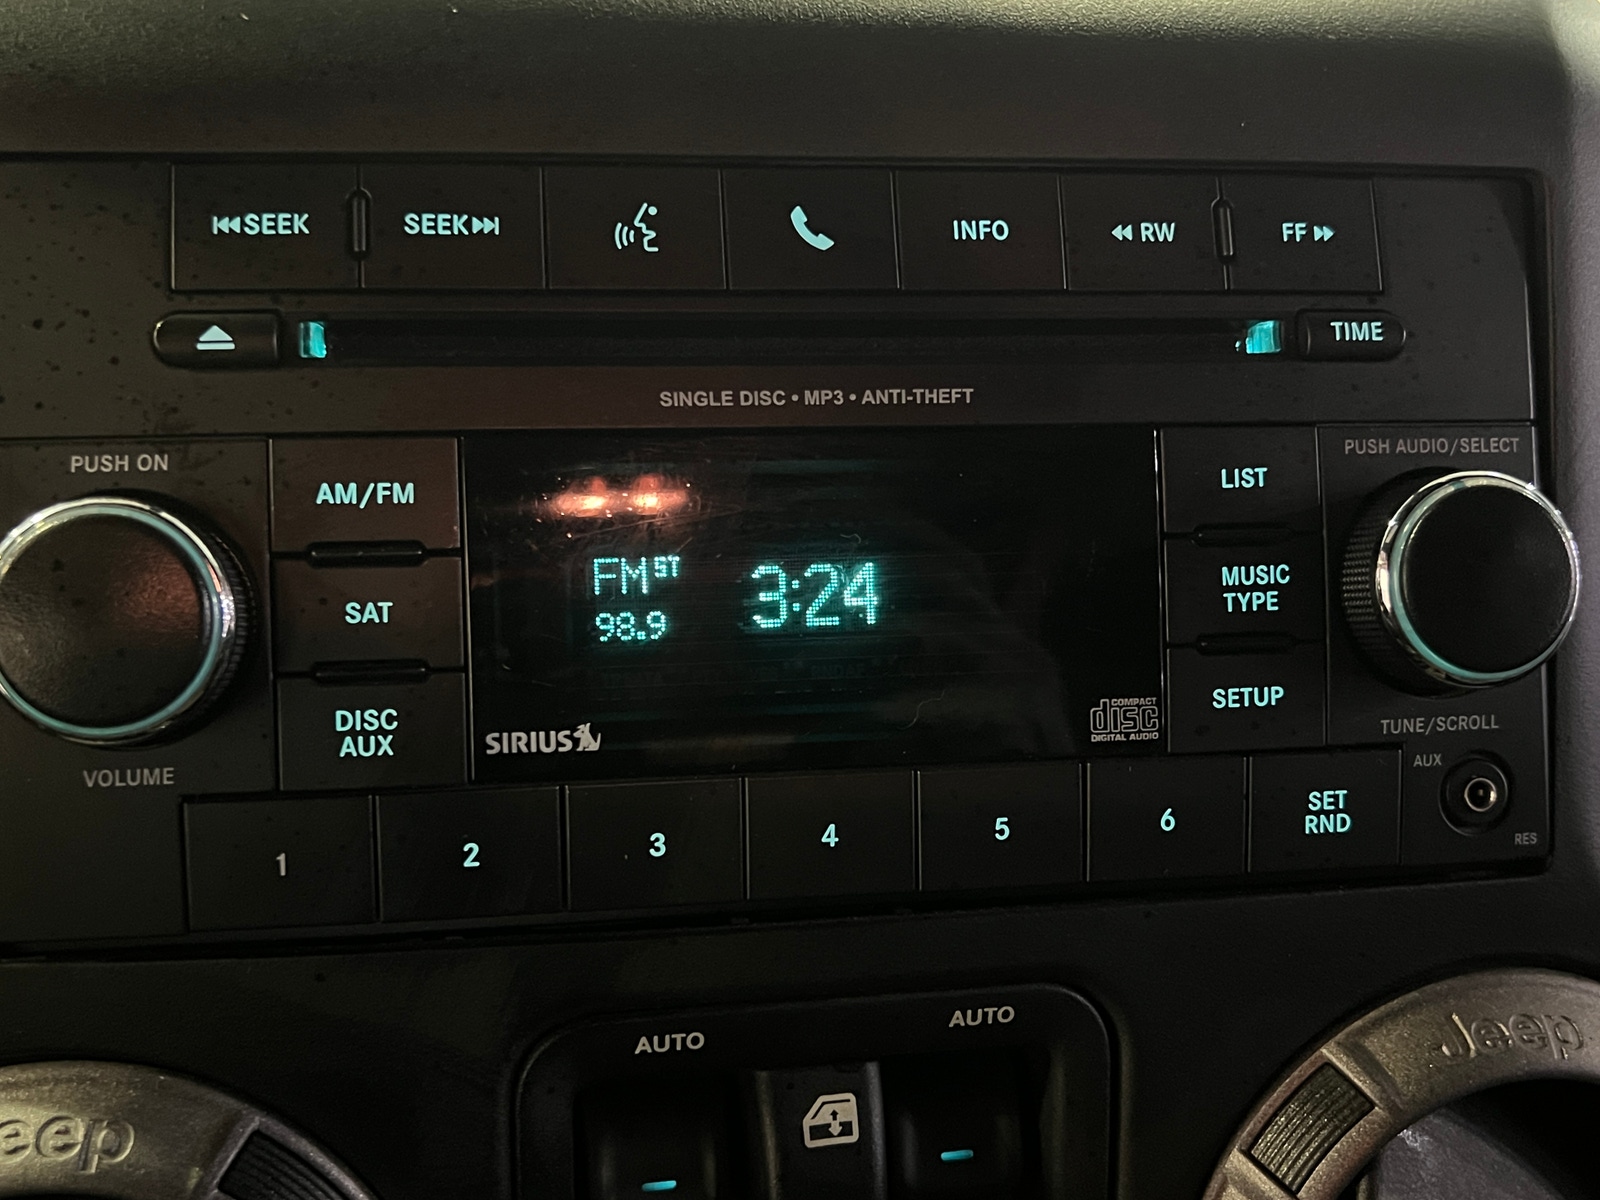 SEEK
SEEK
INFO
RW
FF
TIME
SINGLE DISC • MP3 • ANTI-THEFT
PUSH ON
AM/FM
SAT
DISC
AUX
VOLUME
FM ST
98.9
3:24
SIRIUS
COMPACT
disc
DIGITAL AUDIO
LIST
MUSIC
TYPE
SETUP
PUSH AUDIO/SELECT
TUNE/SCROLL
AUX
RES
1
2
3
4
5
6
SET
RND
AUTO
AUTO
eep
Jeep